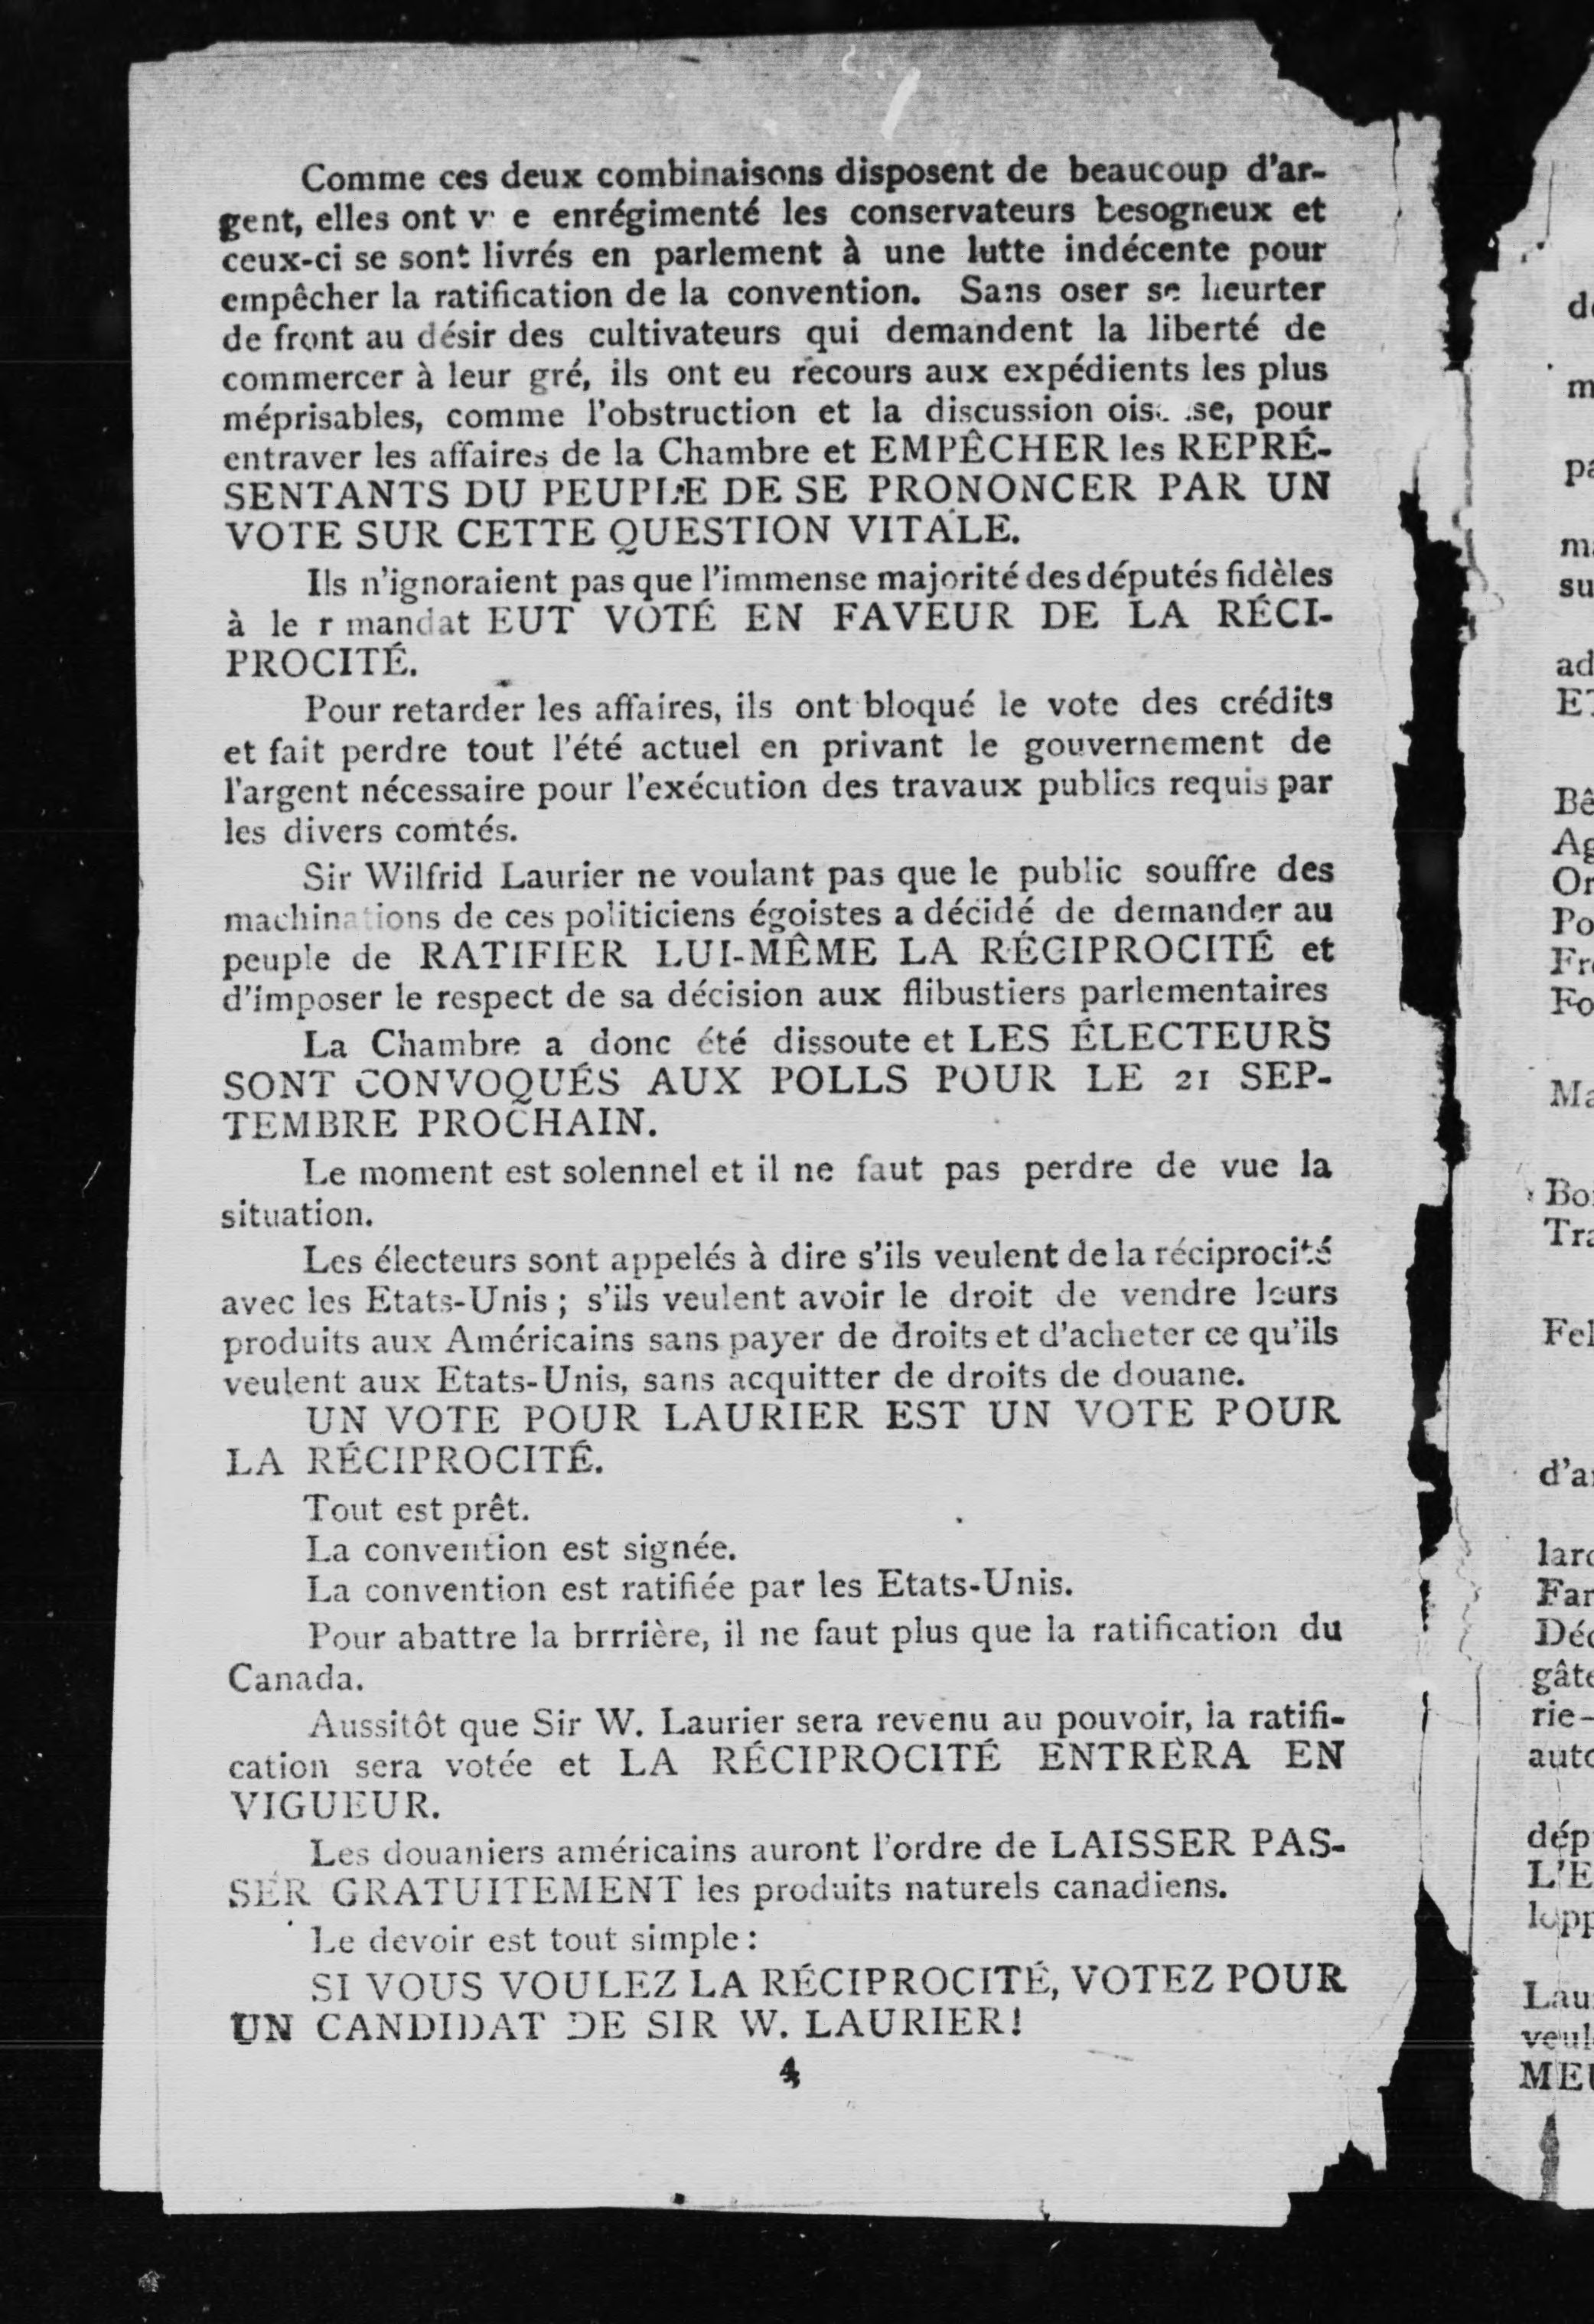 Comme ces deux combinaisons disposent de beaucoup d'ar-
gent, elles ont enrégimenté les conservateurs besogneux et
ceux-ci se sont livrés en parlement à une lutte indécente pour
empêcher la ratification de la convention. Sans oser se heurter
de front au désir des cultivateurs qui demandent la liberté de
commercer à leur gré, ils ont eu recours aux expédients les plus
méprisables, comme l'obstruction et la discussion pour
entraver les affaires de la Chambre et EMPÊCHER les REPRÉ-
SENTANTS DU PEUPLE DE SE PRONONCER PAR UN
VOTE SUR CETTE QUESTION VITALE.
Ils n'ignoraient pas que l'immense majorité des députés fidèles
à le r mandat EUT VOTÉ EN FAVEUR DE LA RÉCI-
PROCITÉ.
Pour retarder les affaires, ils ont bloqué le vote des crédits
et fait perdre tout l'été actuel en privant le gouvernement de
l'argent nécessaire pour l'exécution des travaux publics requis par
les divers comtés.
Sir Wilfrid Laurier ne voulant pas que le public souffre des
machinations de ces politiciens égoistes a décidé de demander au
peuple de RATIFIER LUI-MÊME LA RÉCIPROCITÉ et
d'imposer le respect de sa décision aux flibustiers parlementaires
La Chambre a donc été dissoute et LES ÉLECTEURS
SONT CONVOQUÉS AUX POLLS POUR LE 21 SEP-
TEMBRE PROCHAIN.
Le moment est solennel et il ne faut pas perdre de vue la
situation.
Les électeurs sont appelés à dire s'ils veulent de la réciprocité
avec les Etats-Unis ; s'ils veulent avoir le droit de vendre leurs
produits aux Américains sans payer de droits et d'acheter ce qu'ils
veulent aux Etats-Unis, sans acquitter de droits de douane.
UN VOTE POUR LAURIER EST UN VOTE POUR
LA RÉCIPROCITÉ.
Tout est prêt.
La convention est signée.
La convention est ratifiée par les Etats-Unis.
Pour abattre la brrrière, il ne faut plus que la ratification du
Canada.
Aussitôt que Sir W. Laurier sera revenu au pouvoir, la ratifi-
cation sera votée et LA RÉCIPROCITÉ ENTRERA EN
VIGUEUR.
Les douaniers américains auront l'ordre de LAISSER PAS-
SER GRATUITEMENT les produits naturels canadiens.
Le devoir est tout simple :
SI VOUS VOULEZ LA RÉCIPROCITÉ, VOTEZ POUR
UN CANDIDAT DE SIR W. LAURIER!
4